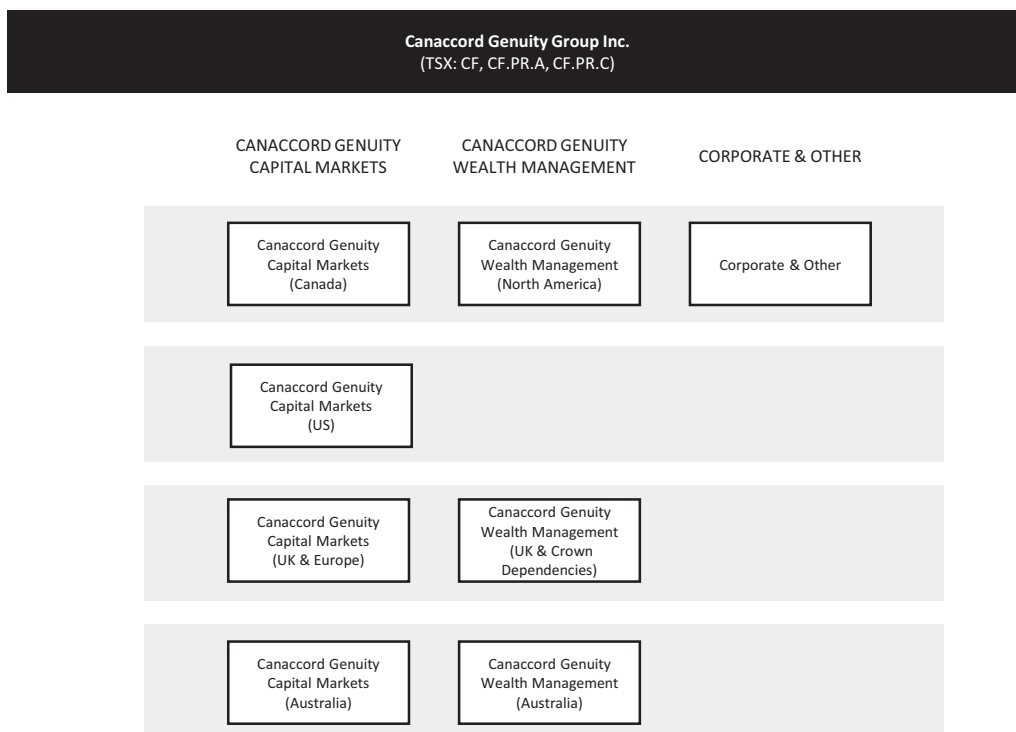 Canaccord Genuity Group Inc.
(TSX: CF, CF.PR.A, CF.PR.C)
CANACCORD GENUITY
CAPITAL MARKETS
CANACCORD GENUITY
WEALTH MANAGEMENT
CORPORATE & OTHER
Canaccord Genuity
Capital Markets
(Canada)
Canaccord Genuity
Wealth Management
(North America)
Corporate & Other
Canaccord Genuity
Capital Markets
(US)
Canaccord Genuity
Capital Markets
(UK & Europe)
Canaccord Genuity
Wealth Management
(UK & Crown
Dependencies)
Canaccord Genuity
Capital Markets
(Australia)
Canaccord Genuity
Wealth Management
(Australia)